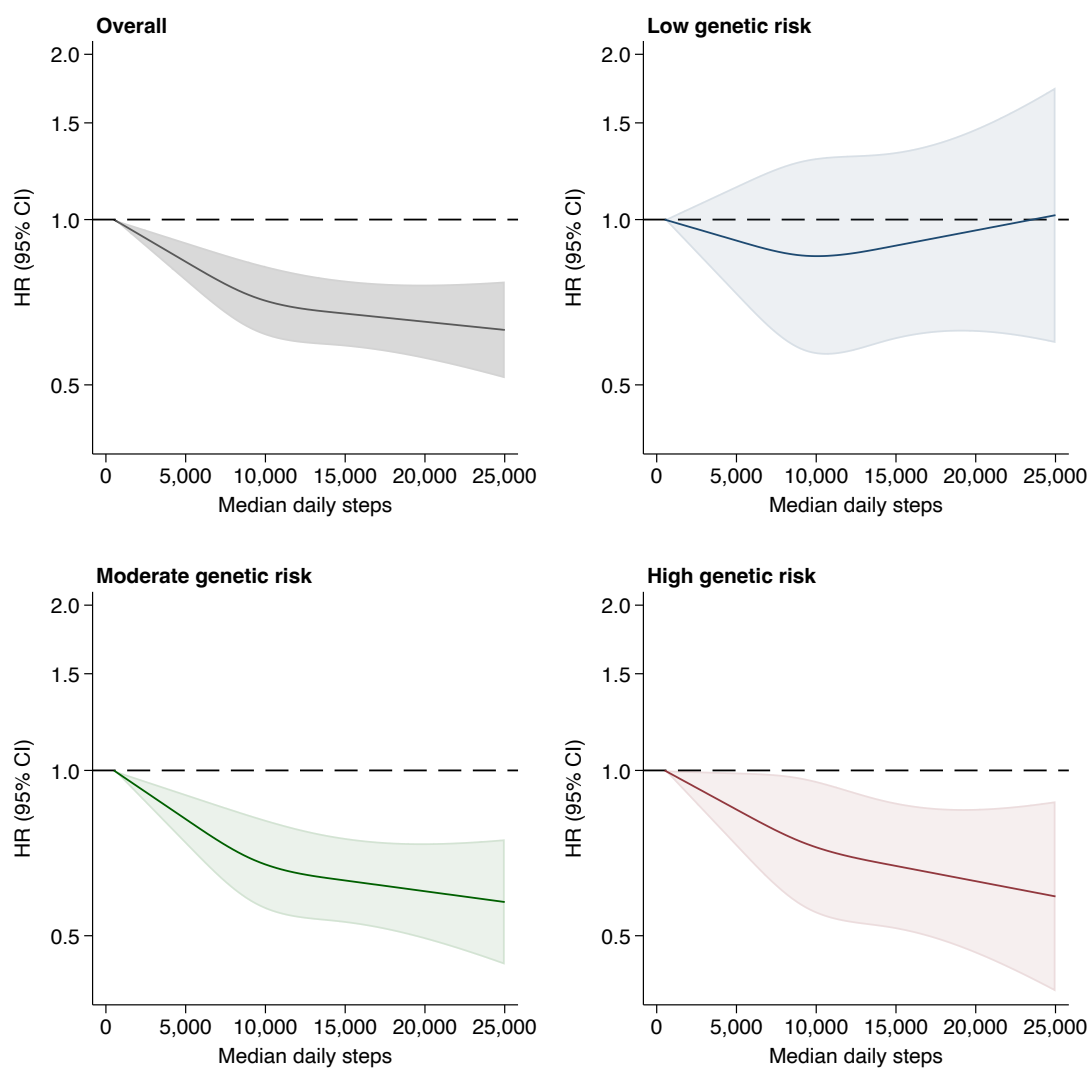 Overall
2.0
1.5
1.0
0.5
HR (95% CI)
0 5,000 10,000 15,000 20,000 25,000
Median daily steps
Low genetic risk
2.0
1.5
1.0
0.5
HR (95% CI)
0 5,000 10,000 15,000 20,000 25,000
Median daily steps
Moderate genetic risk
2.0
1.5
1.0
0.5
HR (95% CI)
0 5,000 10,000 15,000 20,000 25,000
Median daily steps
High genetic risk
2.0
1.5
1.0
0.5
HR (95% CI)
0 5,000 10,000 15,000 20,000 25,000
Median daily steps